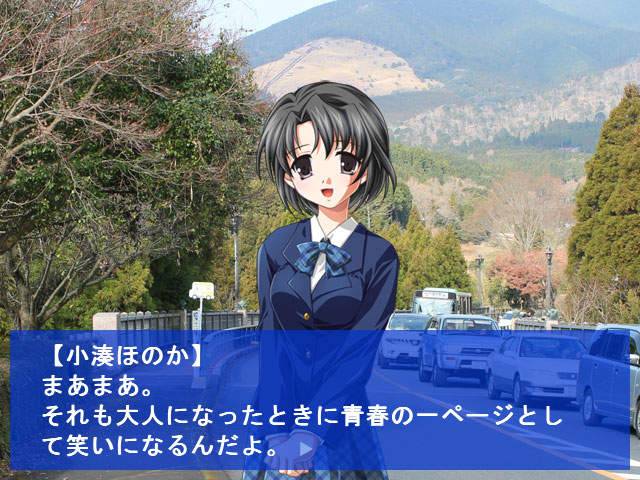 【小湊ほのか】
まあまあ。
それも大人になったときに青春の一ページとし
て笑いになるんだよ。